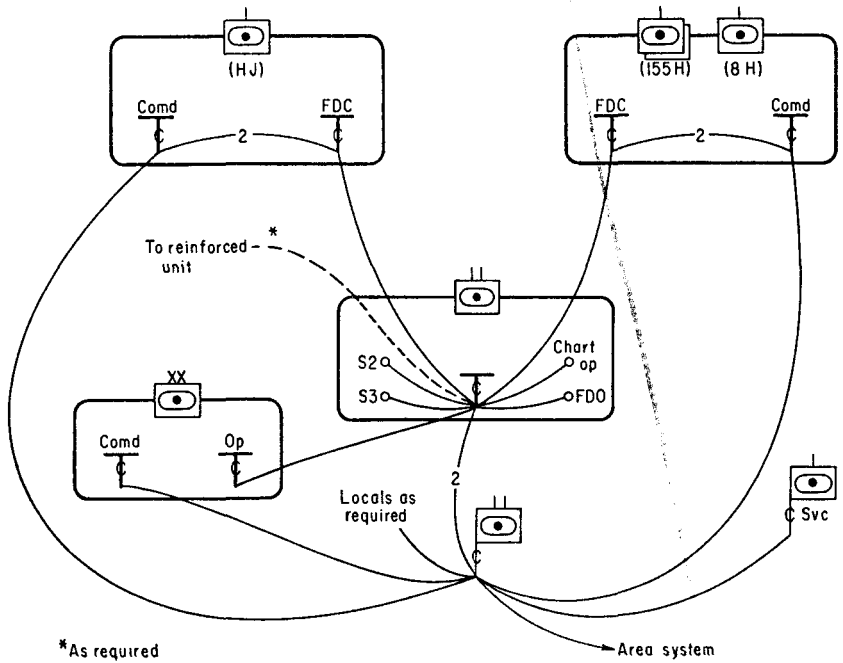 (HJ)
Comd
FDC
C
C
2
(155H)
(8H)
FDC
Comd
C
C
2
To reinforced
unit
*
S2
S3
C
Chart
op
FDO
XX
Comd
Op
C
C
2
Locals as
required
C
C Svc
*As required
Area system